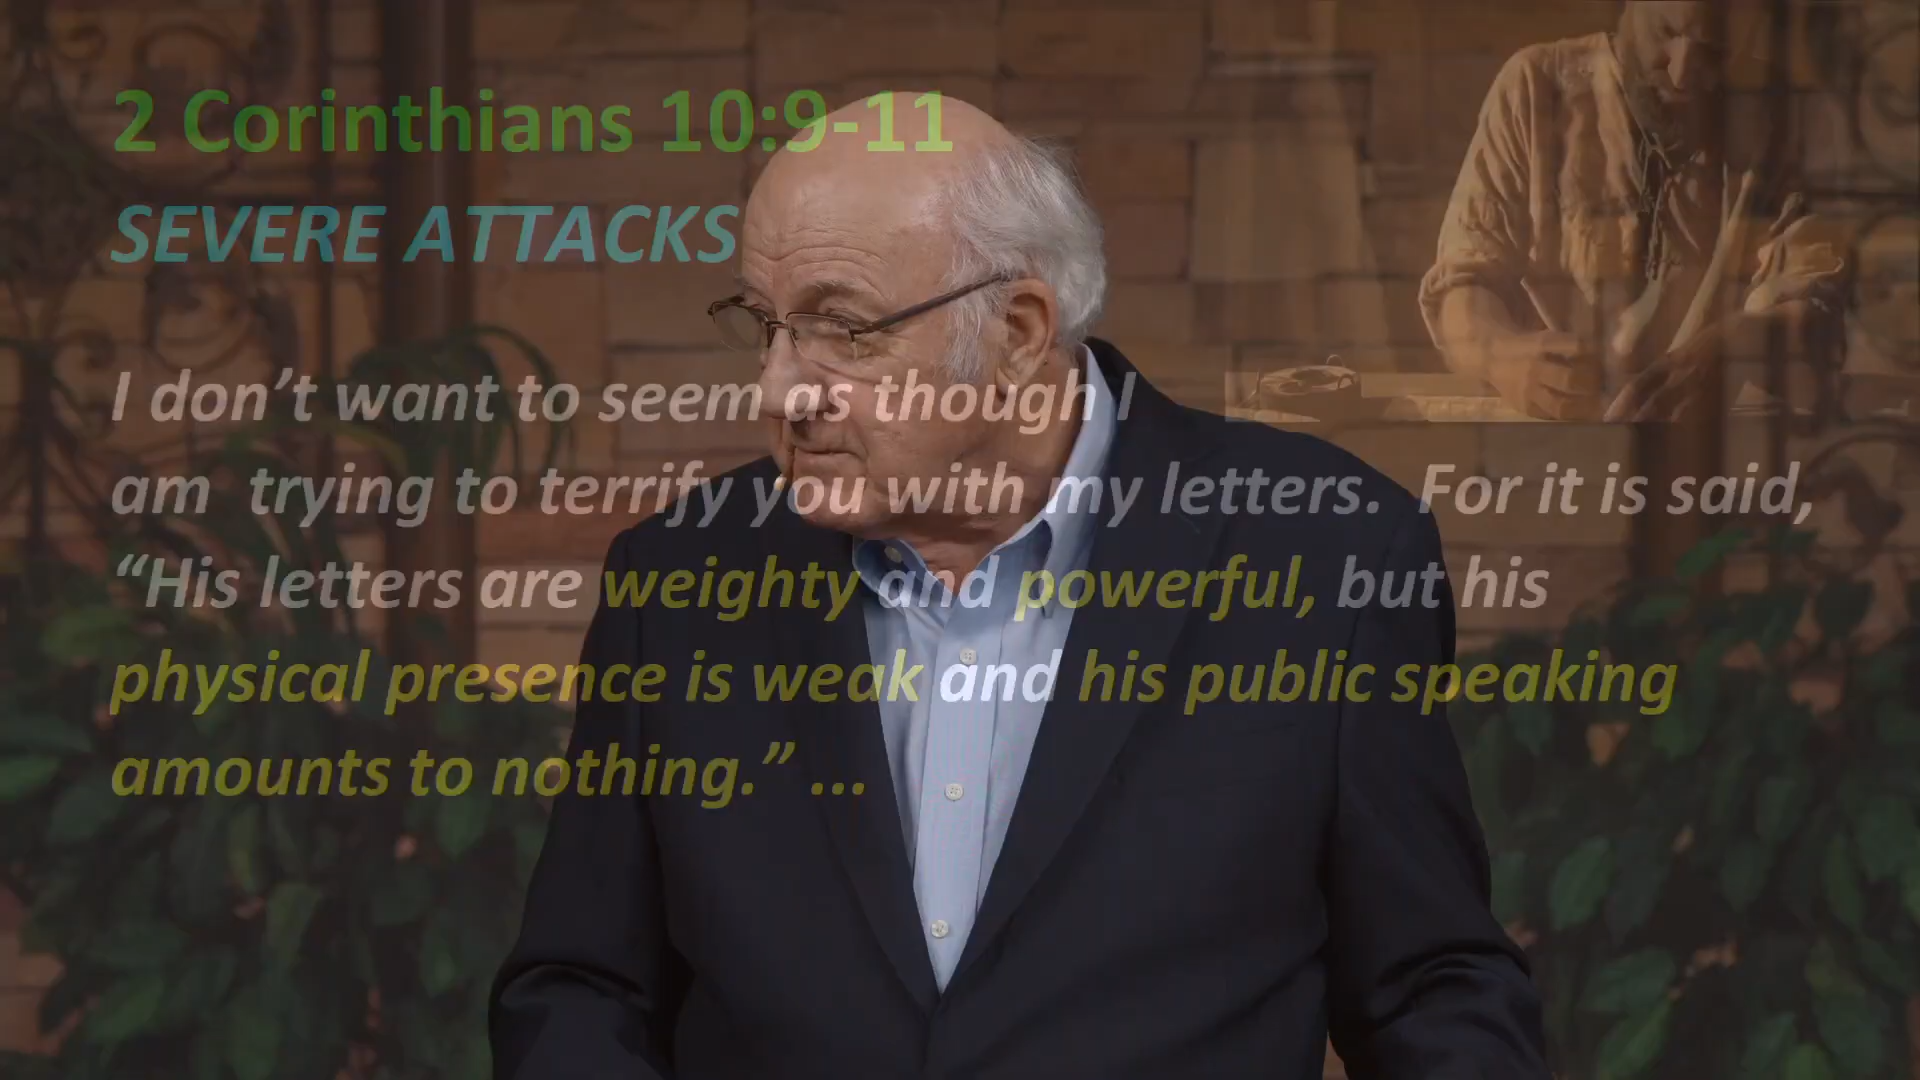 2 Corinthians 10:9-11
SEVERE ATTACKS
I don’t want to seem as though I
am  trying to terrify you with my letters.  For it is said,
“His letters are weighty and powerful, but his
physical presence is weak and his public speaking
amounts to nothing.” ...